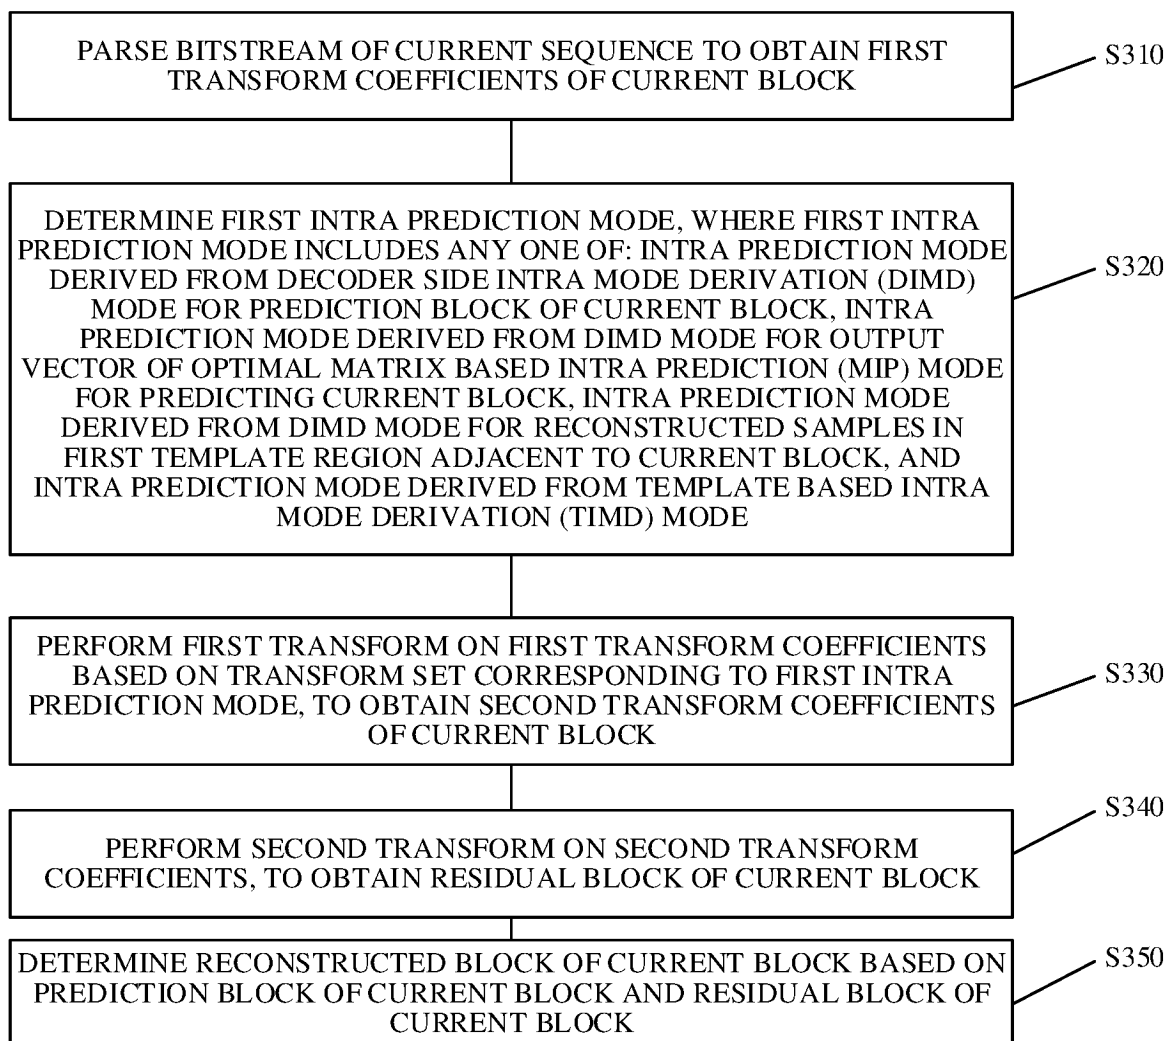 PARSE BITSTREAM OF CURRENT SEQUENCE TO OBTAIN FIRST
TRANSFORM COEFFICIENTS OF CURRENT BLOCK
S310
DETERMINE FIRST INTRA PREDICTION MODE, WHERE FIRST INTRA
PREDICTION MODE INCLUDES ANY ONE OF: INTRA PREDICTION MODE
DERIVED FROM DECODER SIDE INTRA MODE DERIVATION (DIMD)
MODE FOR PREDICTION BLOCK OF CURRENT BLOCK, INTRA
PREDICTION MODE DERIVED FROM DIMD MODE FOR OUTPUT
VECTOR OF OPTIMAL MATRIX BASED INTRA PREDICTION (MIP) MODE
FOR PREDICTING CURRENT BLOCK, INTRA PREDICTION MODE
DERIVED FROM DIMD MODE FOR RECONSTRUCTED SAMPLES IN
FIRST TEMPLATE REGION ADJACENT TO CURRENT BLOCK, AND
INTRA PREDICTION MODE DERIVED FROM TEMPLATE BASED INTRA
MODE DERIVATION (TIMD) MODE
S320
PERFORM FIRST TRANSFORM ON FIRST TRANSFORM COEFFICIENTS
BASED ON TRANSFORM SET CORRESPONDING TO FIRST INTRA
PREDICTION MODE, TO OBTAIN SECOND TRANSFORM COEFFICIENTS
OF CURRENT BLOCK
S330
PERFORM SECOND TRANSFORM ON SECOND TRANSFORM
COEFFICIENTS, TO OBTAIN RESIDUAL BLOCK OF CURRENT BLOCK
S340
DETERMINE RECONSTRUCTED BLOCK OF CURRENT BLOCK BASED ON
PREDICTION BLOCK OF CURRENT BLOCK AND RESIDUAL BLOCK OF
CURRENT BLOCK
S350